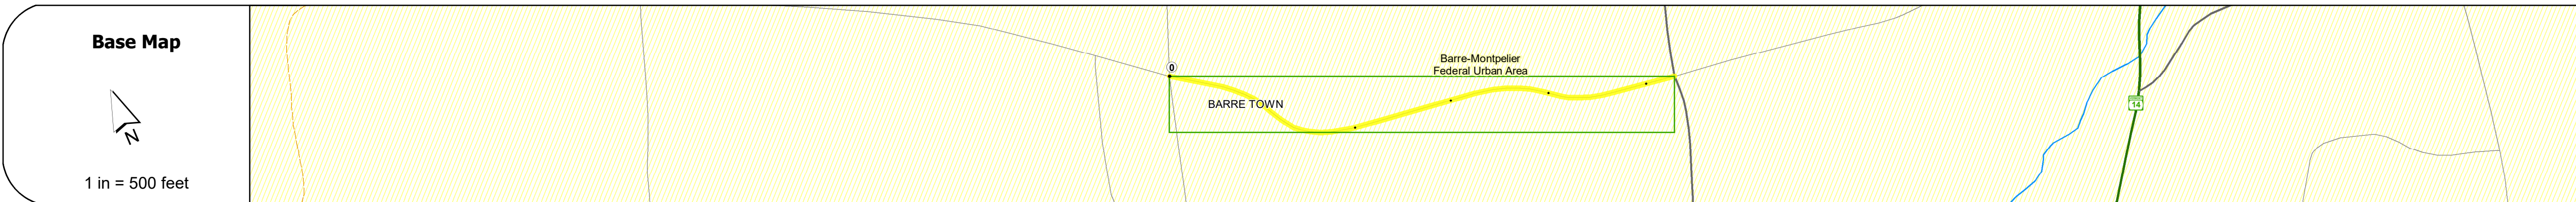 Base Map
N
1 in = 500 feet
0
BARRE TOWN
Barre-Montpelier
Federal Urban Area
14